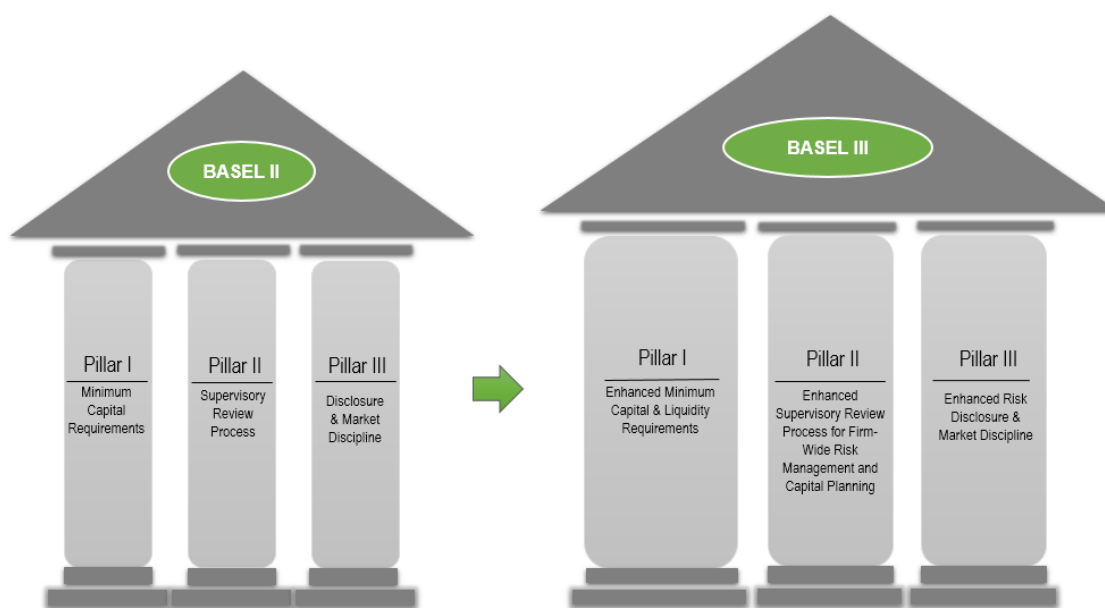 BASEL II
Pillar I
Minimum
Capital
Requirements
Pillar II
Supervisory
Review
Process
Pillar III
Disclosure
& Market
Discipline
BASEL III
Pillar I
Enhanced Minimum
Capital & Liquidity
Requirements
Pillar II
Enhanced
Supervisory Review
Process for Firm-
Wide Risk
Management and
Capital Planning
Pillar III
Enhanced Risk
Disclosure &
Market Discipline